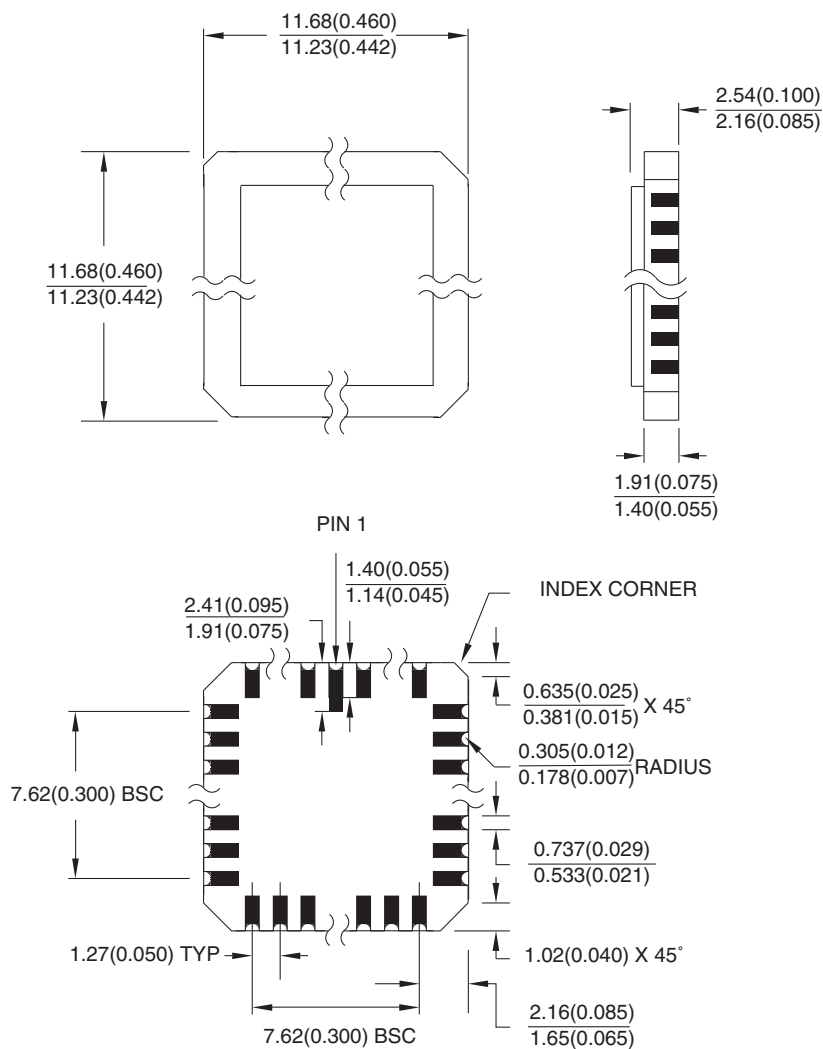 11.68(0.460)
11.23(0.442)
2.54(0.100)
2.16(0.085)
11.68(0.460)
11.23(0.442)
1.91(0.075)
1.40(0.055)
PIN 1
1.40(0.055)
1.14(0.045)
INDEX CORNER
2.41(0.095)
1.91(0.075)
0.635(0.025)
0.381(0.015) X 45˚
0.305(0.012)
0.178(0.007) RADIUS
7.62(0.300) BSC
0.737(0.029)
0.533(0.021)
1.27(0.050) TYP
1.02(0.040) X 45˚
7.62(0.300) BSC
2.16(0.085)
1.65(0.065)